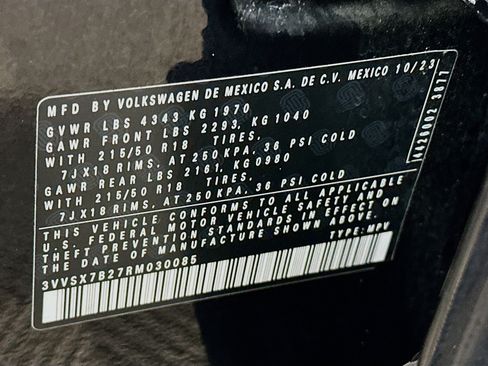 MFD BY VOLKSWAGEN DE MEXICO S.A. DE C.V. MEXICO 10/23
GVWR LBS 4343 KG 1970
GAWR FRONT LBS 2293, KG 1040
WITH 215/50 R18 TIRES.
7JX18 RIMS. AT 250 KPA, 36 PSI COLD
GAWR REAR LBS 2161, KG 0980
WITH 215/50 R18 TIRES.
7JX18 RIMS. AT 250 KPA, 36 PSI COLD
THIS VEHICLE CONFORMS TO ALL APPLICABLE
U.S. FEDERAL MOTOR VEHICLE SAFETY AND
THEFT PREVENTION STANDARDS IN EFFECT ON
THE DATE OF MANUFACTURE SHOWN ABOVE.
3VVSX7B27RM030085 TYPE: MPV
3877